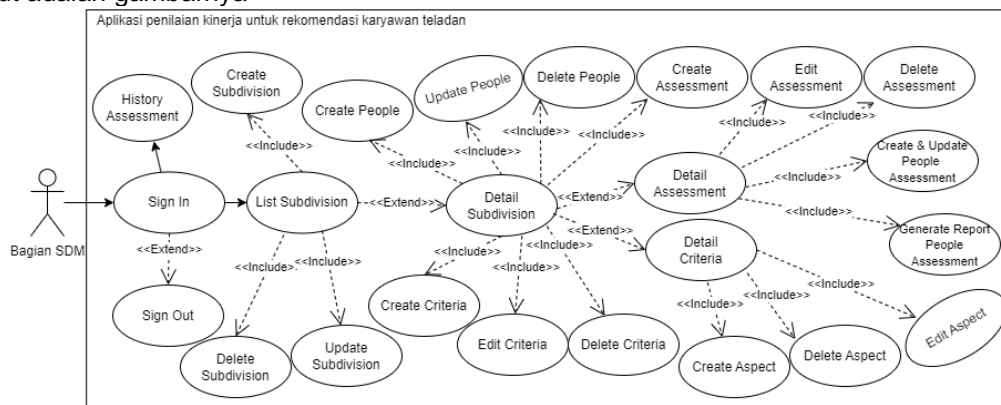 Aplikasi penilaian kinerja untuk rekomendasi karyawan teladan
Create
Subdivision
History
Assessment
Create People
Update People
Delete People
Create
Assessment
Edit
Assessment
Delete
Assessment
<<Include>>
<<Include>>
<<Include>>
<<Include>>
<<Include>>
<<Include>>
<<Include>>
Create & Update
People
Assessment
<<Include>>
Bagian SDM
Sign In
List Subdivision
<<Extend>>
Detail
Subdivision
<<Extend>>
Detail
Assessment
<<Include>>
Generate Report
People
Assessment
<<Extend>>
<<Extend>>
Detail
Criteria
<<Include>>
<<Include>>
<<Include>>
<<Include>>
<<Include>>
<<Include>>
<<Include>>
<<Include>>
<<Include>>
Sign Out
Delete
Subdivision
Update
Subdivision
Create Criteria
Edit Criteria
Delete Criteria
Create Aspect
Delete Aspect
Edit Aspect